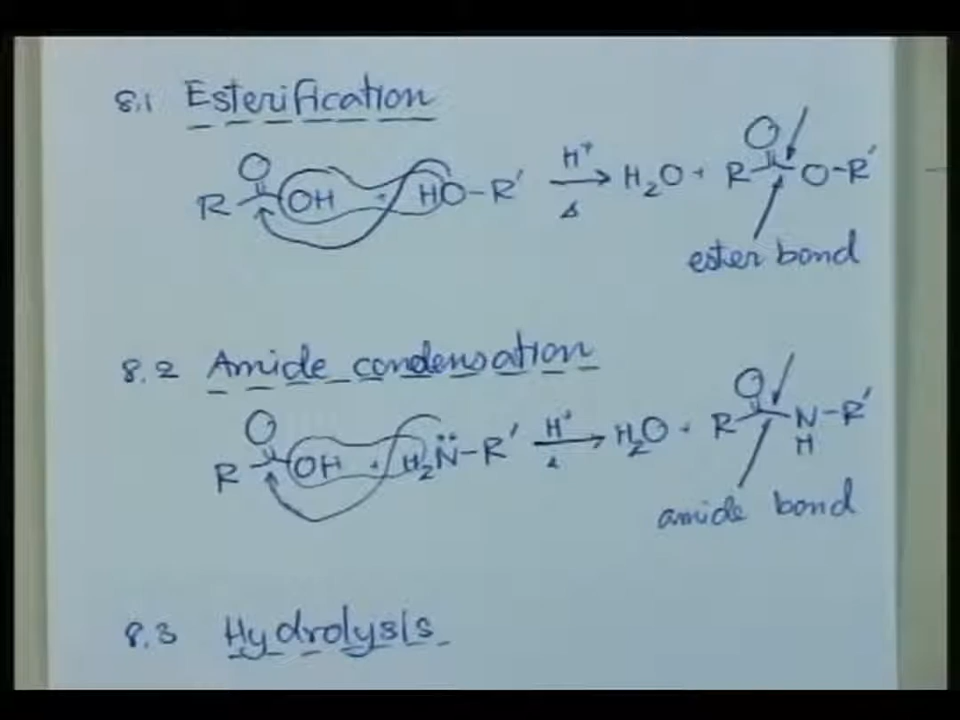 8.1 Esterification
O O
R OH + HO-R' H+ Δ → H2O + R O-R'
ester bond
8.2 Amide condensation
O O
R OH + H2N̈-R' H+ Δ → H2O + R N-R'
H
amide bond
8.3 Hydrolysis